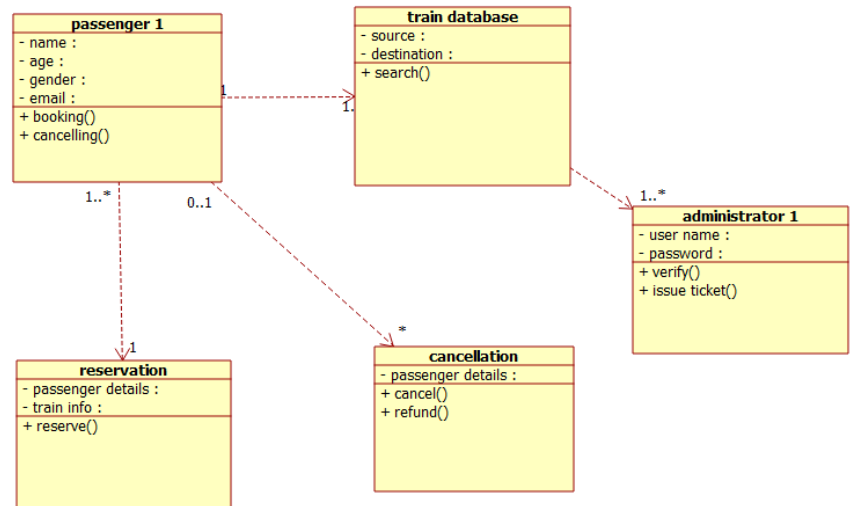 passenger 1
- name :
- age :
- gender :
- email :
+ booking()
+ cancelling()
train database
- source :
- destination :
+ search()
1
1.
1..*
0..1
1..*
administrator 1
- user name :
- password :
+ verify()
+ issue ticket()
1
*
reservation
- passenger details :
- train info :
+ reserve()
cancellation
- passenger details :
+ cancel()
+ refund()